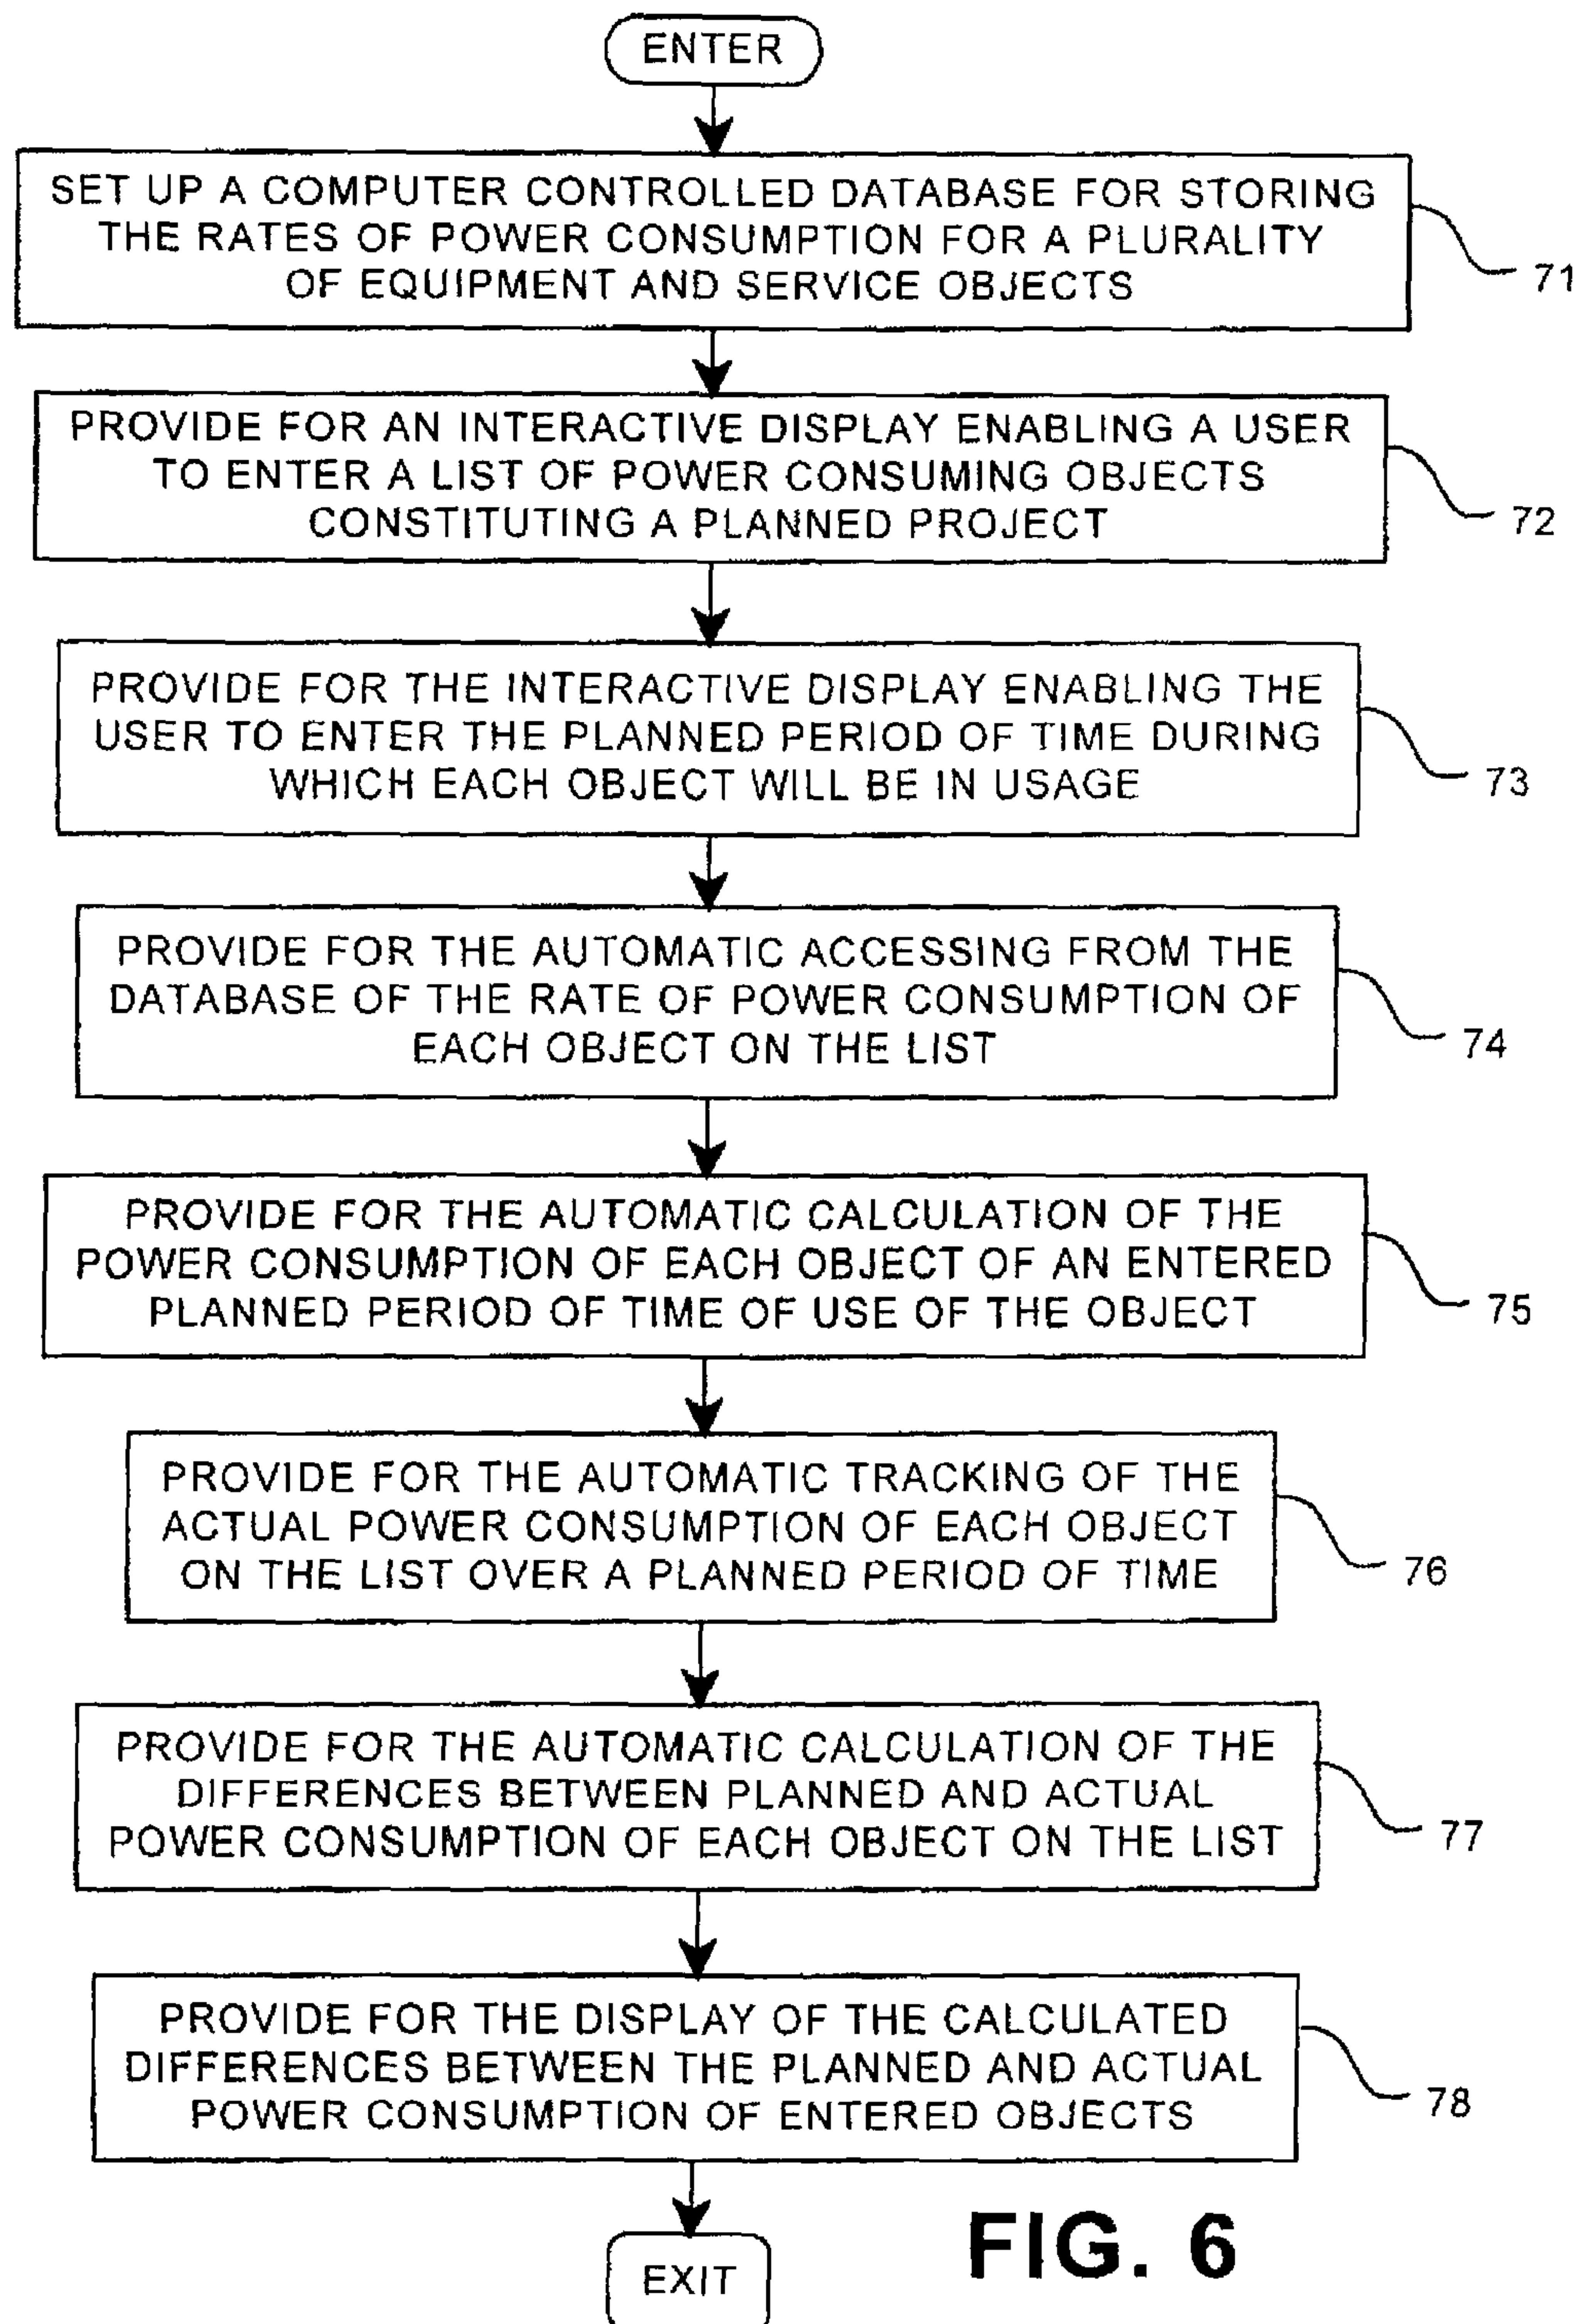 ENTER
SET UP A COMPUTER CONTROLLED DATABASE FOR STORING
THE RATES OF POWER CONSUMPTION FOR A PLURALITY
OF EQUIPMENT AND SERVICE OBJECTS
71
PROVIDE FOR AN INTERACTIVE DISPLAY ENABLING A USER
TO ENTER A LIST OF POWER CONSUMING OBJECTS
CONSTITUTING A PLANNED PROJECT
72
PROVIDE FOR THE INTERACTIVE DISPLAY ENABLING THE
USER TO ENTER THE PLANNED PERIOD OF TIME DURING
WHICH EACH OBJECT WILL BE IN USAGE
73
PROVIDE FOR THE AUTOMATIC ACCESSING FROM THE
DATABASE OF THE RATE OF POWER CONSUMPTION OF
EACH OBJECT ON THE LIST
74
PROVIDE FOR THE AUTOMATIC CALCULATION OF THE
POWER CONSUMPTION OF EACH OBJECT OF AN ENTERED
PLANNED PERIOD OF TIME OF USE OF THE OBJECT
75
PROVIDE FOR THE AUTOMATIC TRACKING OF THE
ACTUAL POWER CONSUMPTION OF EACH OBJECT
ON THE LIST OVER A PLANNED PERIOD OF TIME
76
PROVIDE FOR THE AUTOMATIC CALCULATION OF THE
DIFFERENCES BETWEEN PLANNED AND ACTUAL
POWER CONSUMPTION OF EACH OBJECT ON THE LIST
77
PROVIDE FOR THE DISPLAY OF THE CALCULATED
DIFFERENCES BETWEEN THE PLANNED AND ACTUAL
POWER CONSUMPTION OF ENTERED OBJECTS
78
EXIT
FIG. 6